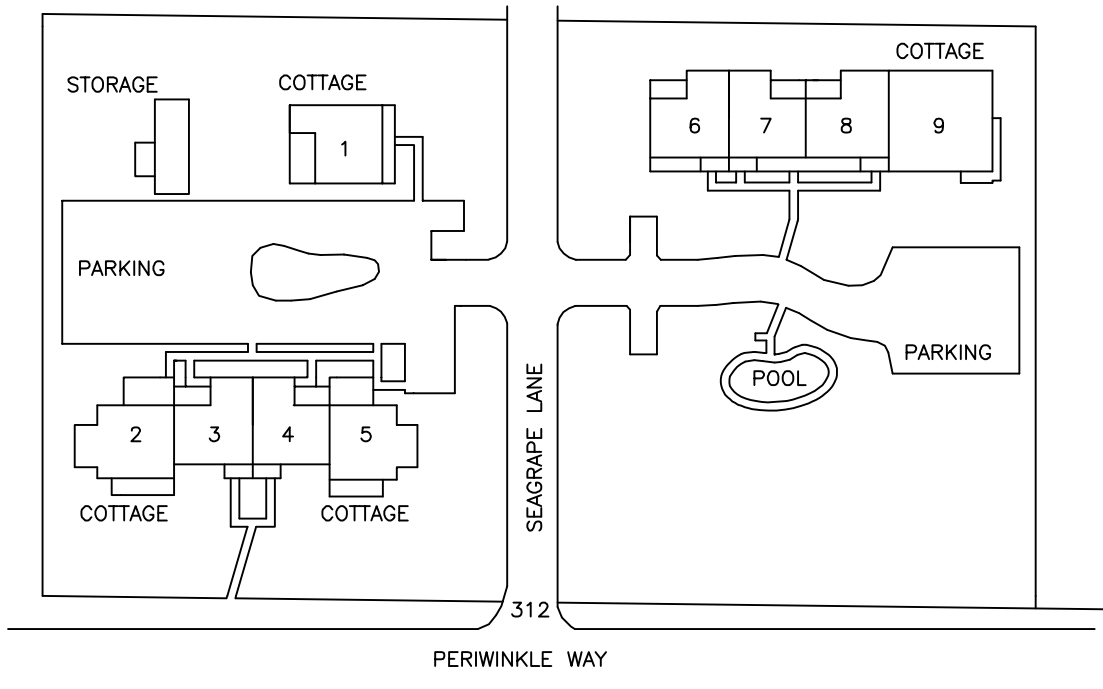 COTTAGE
STORAGE
COTTAGE
6 7 8 9
1
PARKING
PARKING
POOL
SEAGRAPE LANE
2 3 4 5
COTTAGE
COTTAGE
312
PERIWINKLE WAY